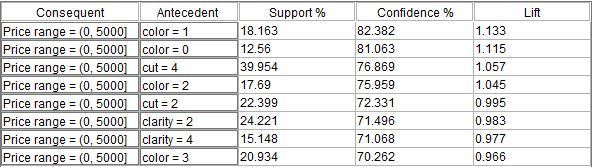 Consequent Antecedent Support % Confidence % Lift
Price range = (0, 5000] color = 1 18.163 82.382 1.133
Price range = (0, 5000] color = 0 12.56 81.063 1.115
Price range = (0, 5000] cut = 4 39.954 76.869 1.057
Price range = (0, 5000] color = 2 17.69 75.959 1.045
Price range = (0, 5000] cut = 2 22.399 72.331 0.995
Price range = (0, 5000] clarity = 2 24.221 71.496 0.983
Price range = (0, 5000] clarity = 4 15.148 71.068 0.977
Price range = (0, 5000] color = 3 20.934 70.262 0.966